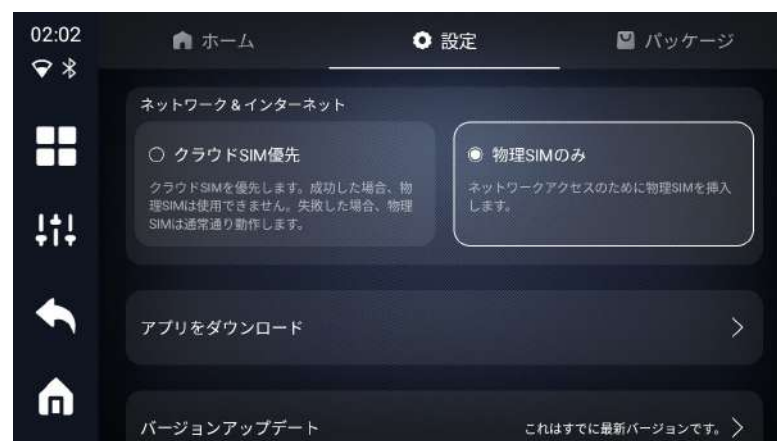 02:02
ホーム
設定
パッケージ
ネットワーク＆インターネット
クラウドSIM優先
クラウドSIMを優先します。成功した場合、物
理SIMは使用できません。失敗した場合、物理
SIMは通常通り動作します。
物理SIMのみ
ネットワークアクセスのために物理SIMを挿入
します。
アプリをダウンロード
バージョンアップデート
これはすでに最新バージョンです。